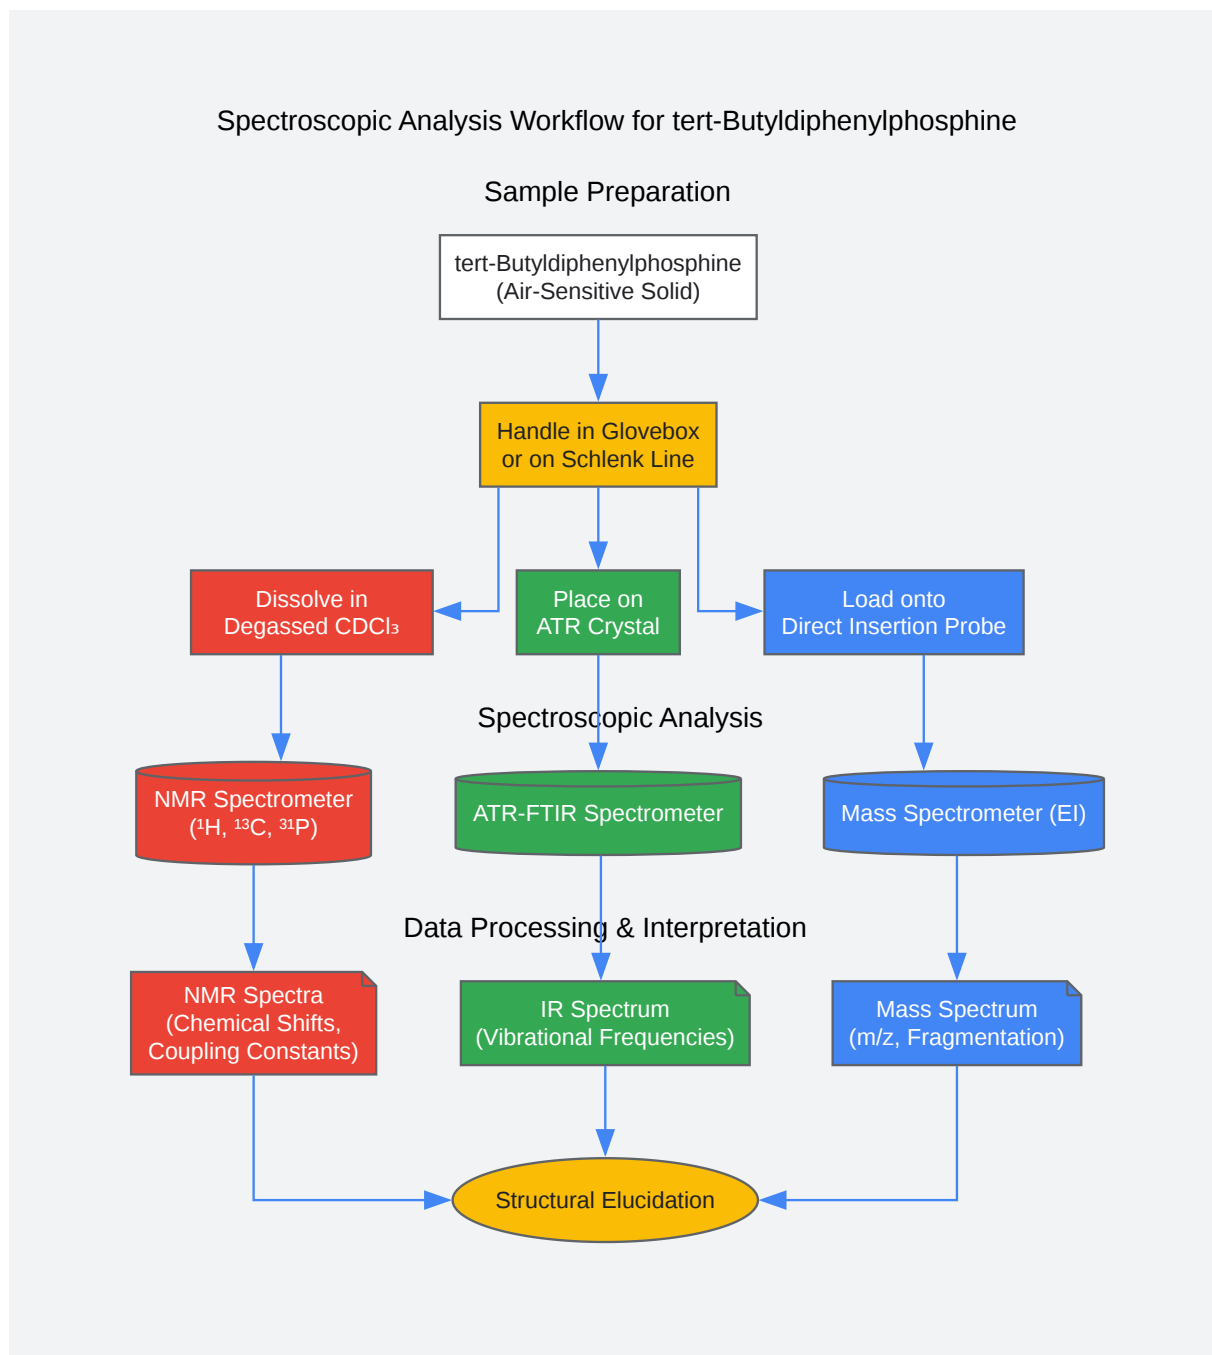 Spectroscopic Analysis Workflow for tert-Butyldiphenylphosphine
Sample Preparation
tert-Butyldiphenylphosphine
(Air-Sensitive Solid)
Handle in Glovebox
or on Schlenk Line
Dissolve in
Degassed CDCl₃
Place on
ATR Crystal
Load onto
Direct Insertion Probe
Spectroscopic Analysis
NMR Spectrometer
(¹H, ¹³C, ³¹P)
ATR-FTIR Spectrometer
Mass Spectrometer (EI)
Data Processing & Interpretation
NMR Spectra
(Chemical Shifts,
Coupling Constants)
IR Spectrum
(Vibrational Frequencies)
Mass Spectrum
(m/z, Fragmentation)
Structural Elucidation